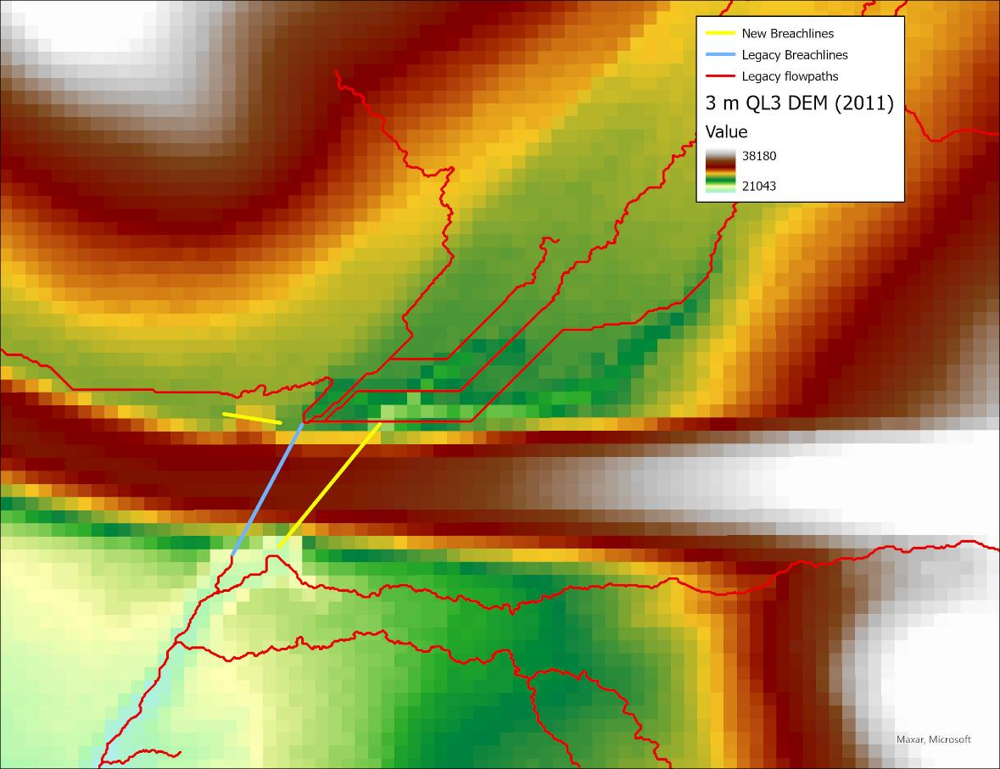 New Breachlines
Legacy Breachlines
Legacy flowpaths
3 m QL3 DEM (2011)
Value
38180
21043
Maxar, Microsoft